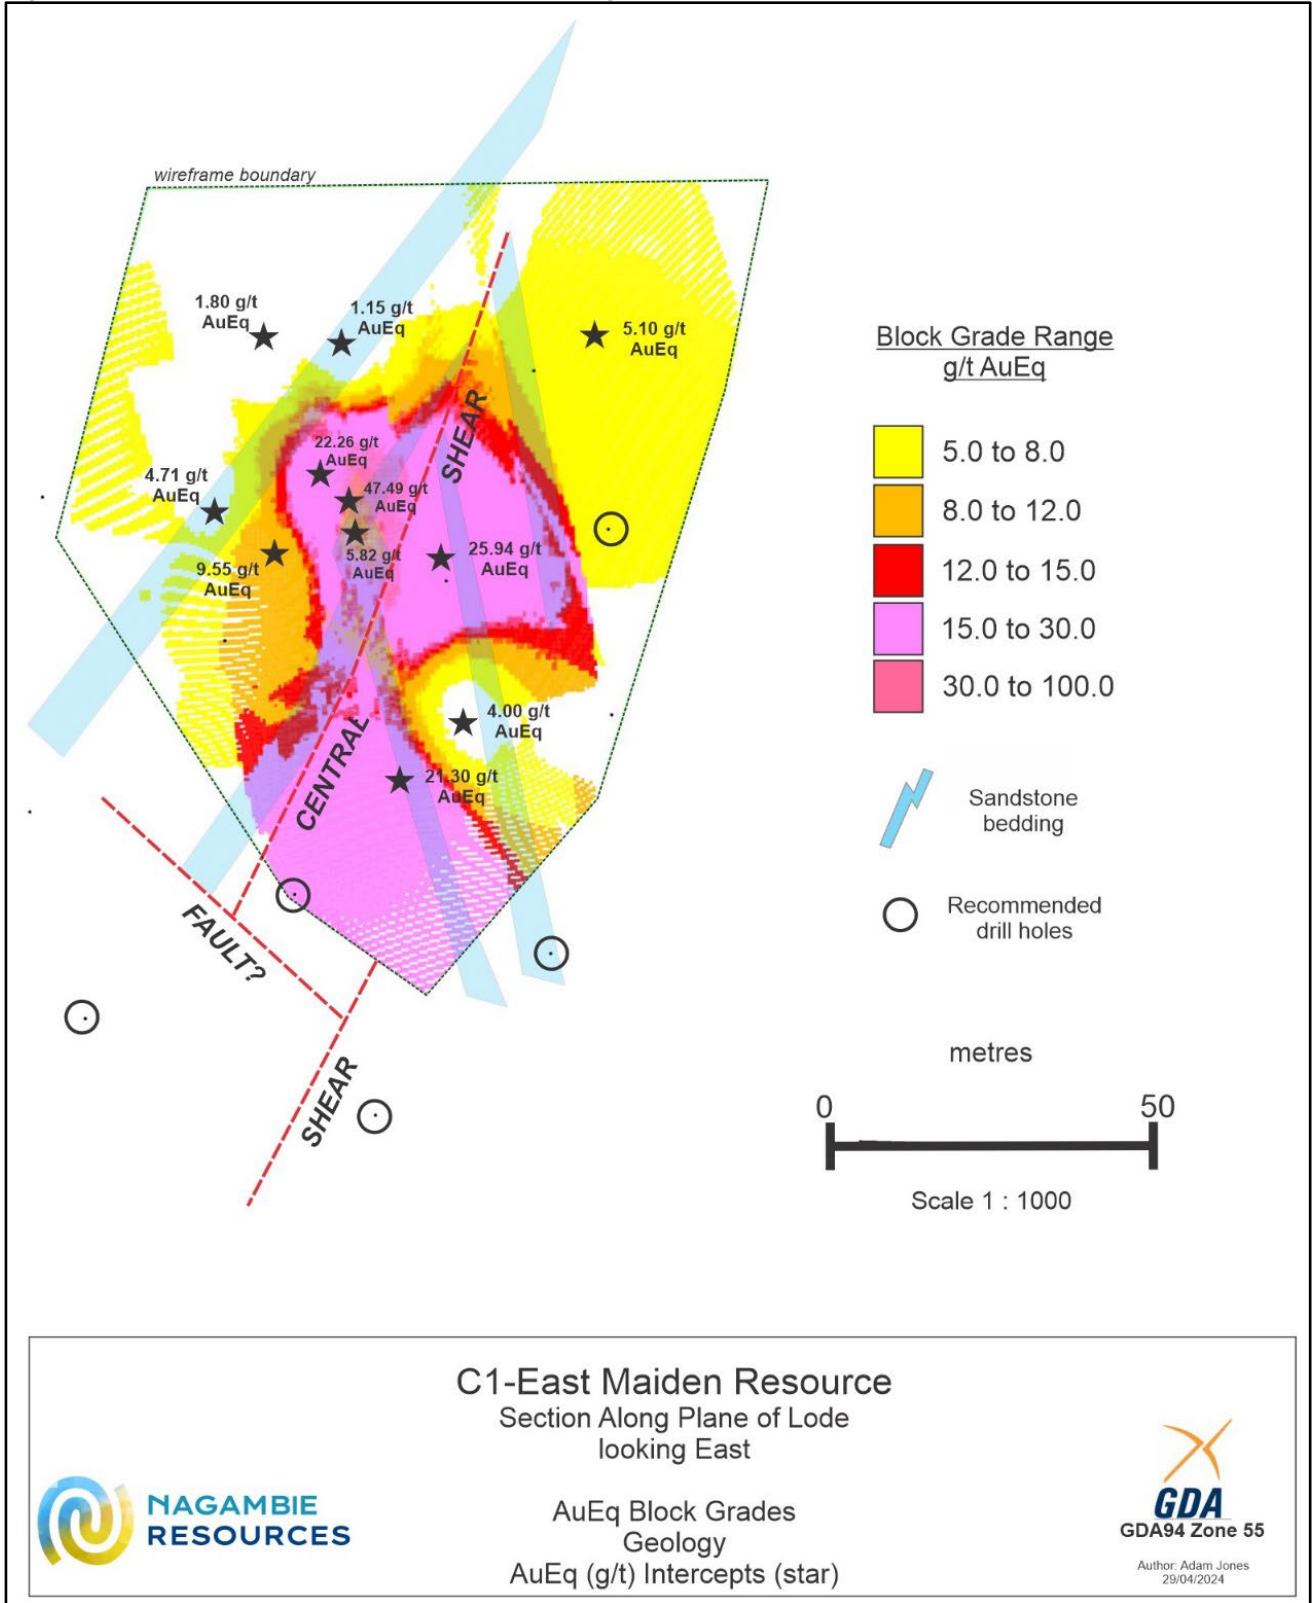 wireframe boundary
1.80 g/t
AuEq
1.15 g/t
AuEq
5.10 g/t
AuEq
22.26 g/t
AuEq
47.49 g/t
AuEq
4.71 g/t
AuEq
5.82 g/t
AuEq
25.94 g/t
AuEq
9.55 g/t
AuEq
4.00 g/t
AuEq
21.30 g/t
AuEq
CENTRAL SHEAR
FAULT?
SHEAR
Block Grade Range
g/t AuEq
5.0 to 8.0
8.0 to 12.0
12.0 to 15.0
15.0 to 30.0
30.0 to 100.0
Sandstone
bedding
Recommended
drill holes
metres
0 50
Scale 1 : 1000
C1-East Maiden Resource
Section Along Plane of Lode
looking East
AuEq Block Grades
Geology
AuEq (g/t) Intercepts (star)
NAGAMBIE
RESOURCES
GDA
GDA94 Zone 55
Author: Adam Jones
29/04/2024